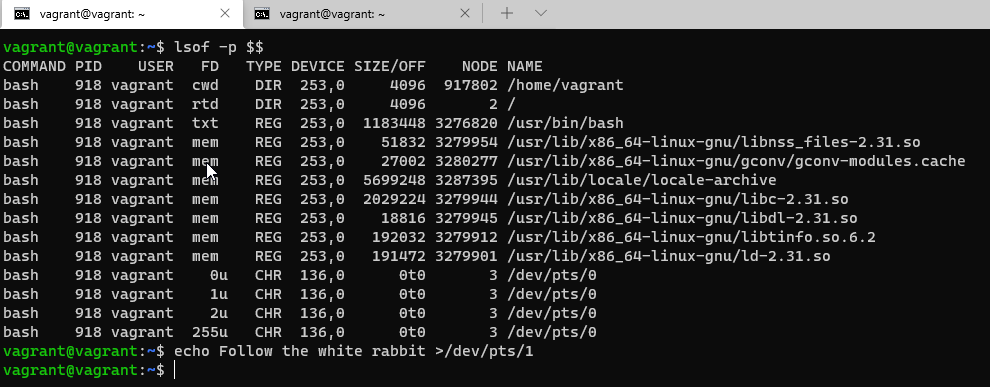 vagrant@vagrant: ~ vagrant@vagrant: ~
vagrant@vagrant:~$ lsof -p $$
COMMAND PID USER FD TYPE DEVICE SIZE/OFF NODE NAME
bash 918 vagrant cwd DIR 253,0 4096 917802 /home/vagrant
bash 918 vagrant rtd DIR 253,0 4096 2 /
bash 918 vagrant txt REG 253,0 1183448 3276820 /usr/bin/bash
bash 918 vagrant mem REG 253,0 51832 3279954 /usr/lib/x86_64-linux-gnu/libnss_files-2.31.so
bash 918 vagrant mem REG 253,0 27002 3280277 /usr/lib/x86_64-linux-gnu/gconv/gconv-modules.cache
bash 918 vagrant mem REG 253,0 5699248 3287395 /usr/lib/locale/locale-archive
bash 918 vagrant mem REG 253,0 2029224 3279944 /usr/lib/x86_64-linux-gnu/libc-2.31.so
bash 918 vagrant mem REG 253,0 18816 3279945 /usr/lib/x86_64-linux-gnu/libdl-2.31.so
bash 918 vagrant mem REG 253,0 192032 3279912 /usr/lib/x86_64-linux-gnu/libtinfo.so.6.2
bash 918 vagrant mem REG 253,0 191472 3279901 /usr/lib/x86_64-linux-gnu/ld-2.31.so
bash 918 vagrant 0u CHR 136,0 0t0 3 /dev/pts/0
bash 918 vagrant 1u CHR 136,0 0t0 3 /dev/pts/0
bash 918 vagrant 2u CHR 136,0 0t0 3 /dev/pts/0
bash 918 vagrant 255u CHR 136,0 0t0 3 /dev/pts/0
vagrant@vagrant:~$ echo Follow the white rabbit >/dev/pts/1
vagrant@vagrant:~$